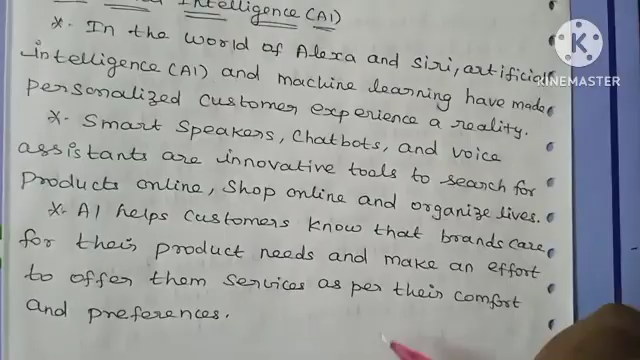 Intelligence (AI)
*. In the world of Alexa and Siri, artificial
intelligence (AI) and machine learning have made
personalized customer experience a reality.
*. Smart speakers, chatbots, and voice
assistants are innovative tools to search for
products online, shop online and organize lives.
*. AI helps customers know that brands care
for their product needs and make an effort
to offer them services as per their comfort
and preferences.
K
KINEMASTER